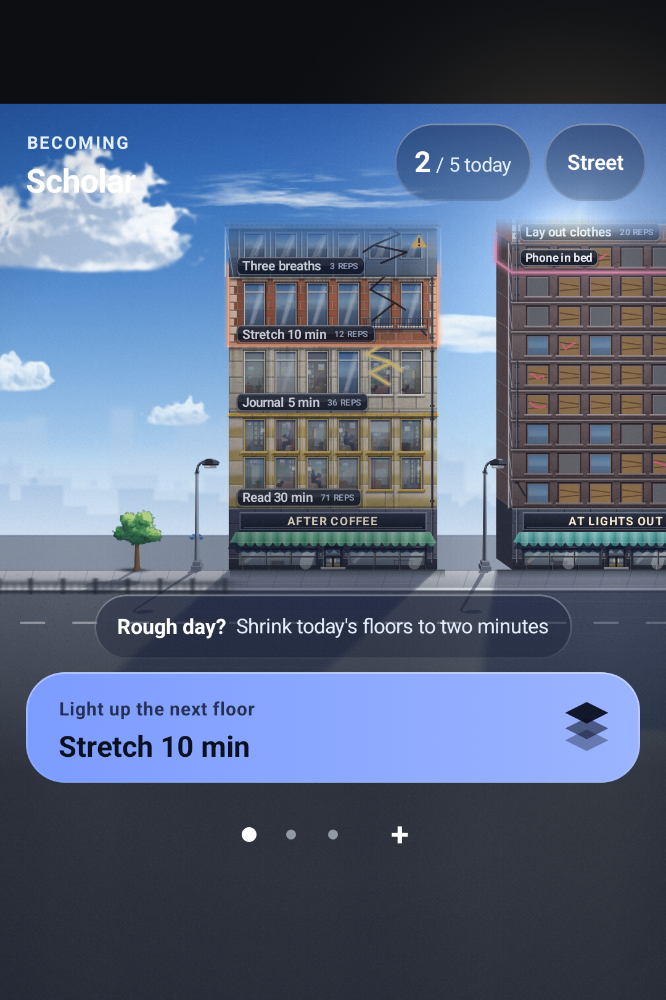 BECOMING
Scholar
2 / 5 today
Street
Three breaths 3 REPS
Stretch 10 min 12 REPS
Journal 5 min 36 REPS
Read 30 min 71 REPS
AFTER COFFEE
Lay out clothes 20 REPS
Phone in bed
AT LIGHTS OUT
Rough day? Shrink today's floors to two minutes
Light up the next floor
Stretch 10 min
+